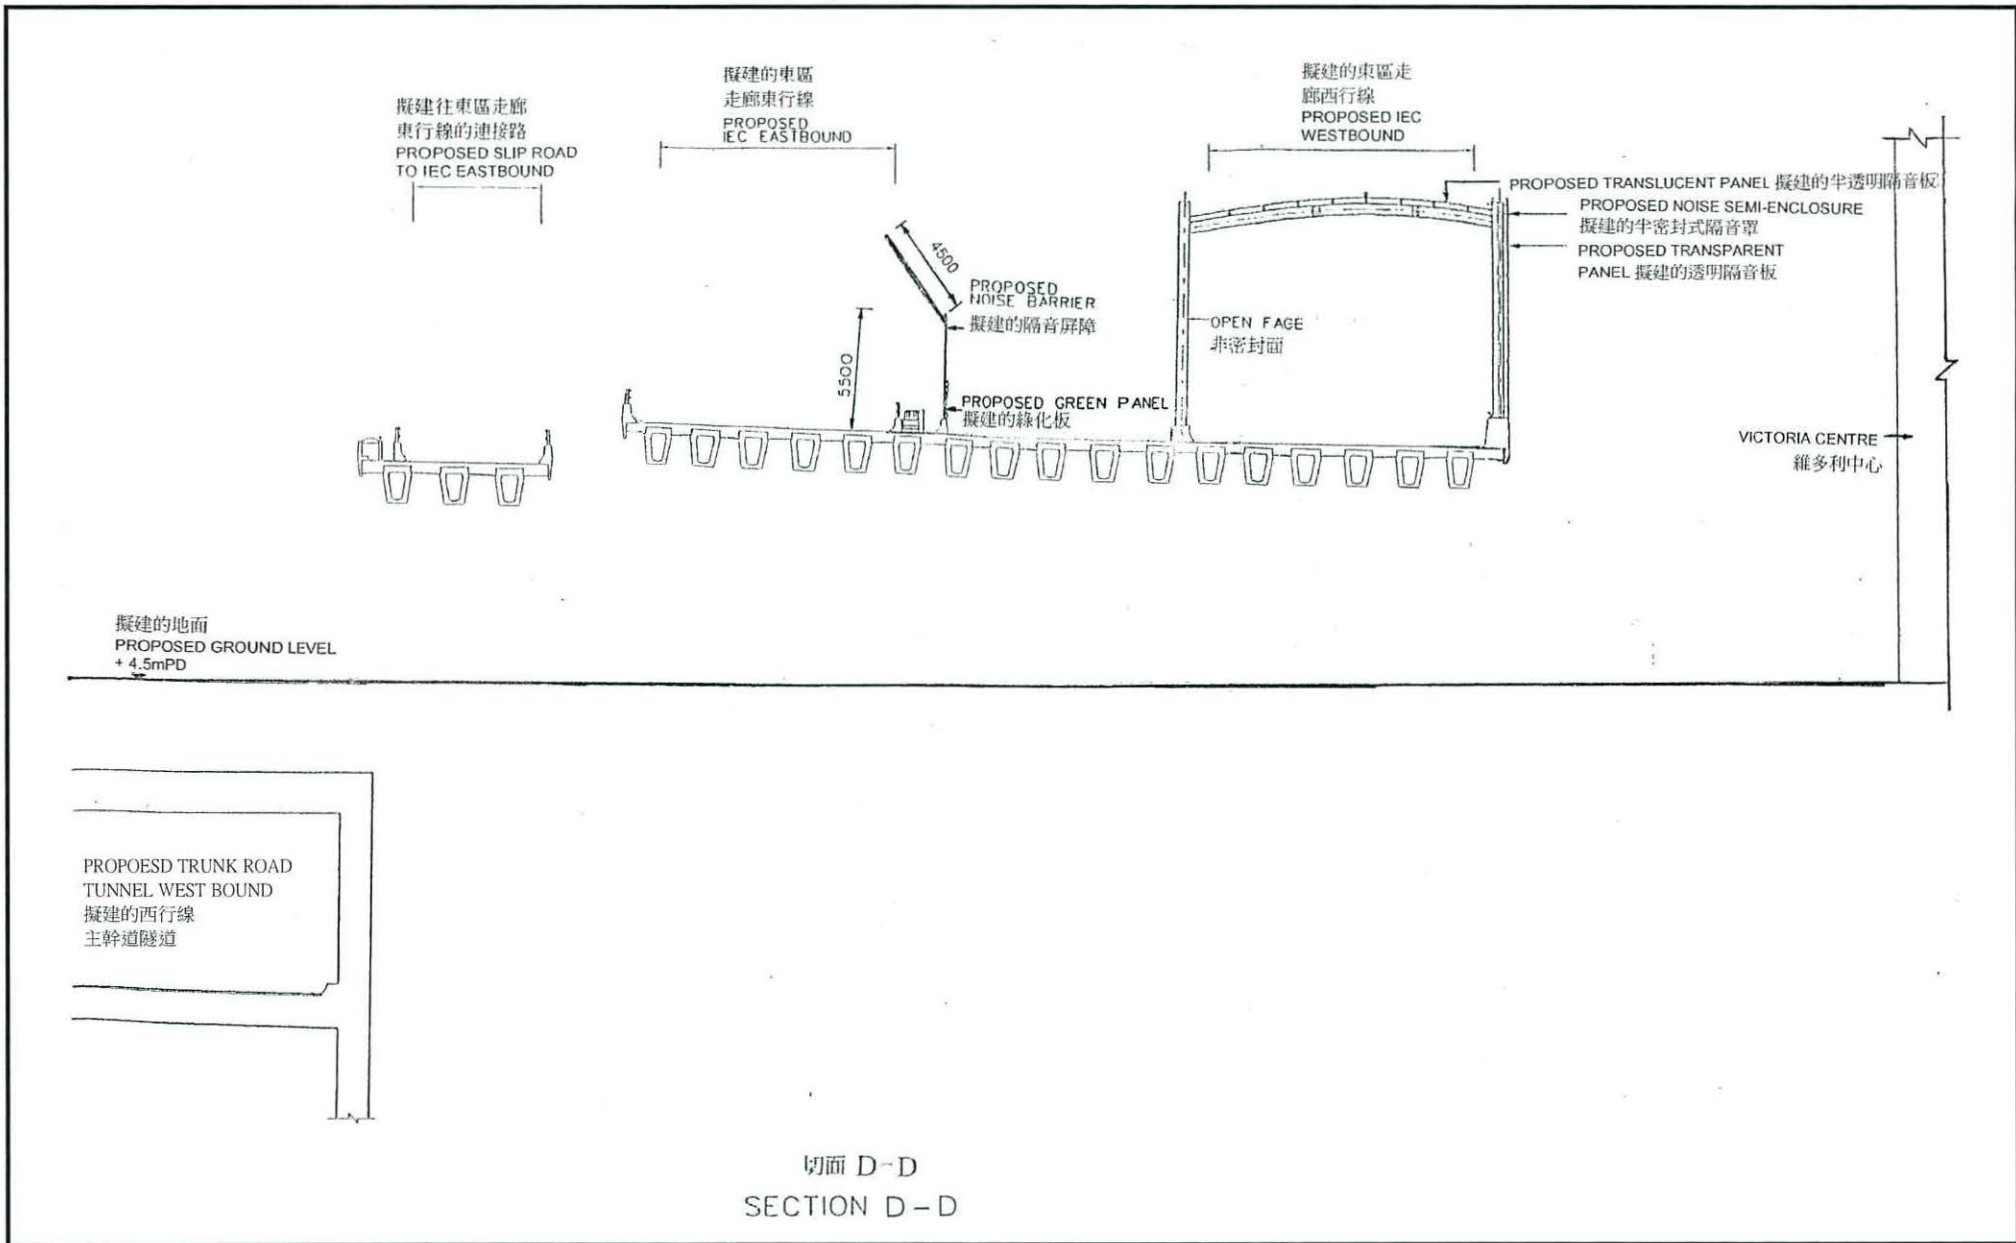 擬建往東區走廊
東行線的連接路
PROPOSED SLIP ROAD
TO IEC EASTBOUND
擬建的東區
走廊東行線
PROPOSED
IEC EASTBOUND
擬建的東區走
廊西行線
PROPOSED IEC
WESTBOUND
PROPOSED TRANSLUCENT PANEL 擬建的半透明隔音板
PROPOSED NOISE SEMI-ENCLOSURE
擬建的半密封式隔音罩
PROPOSED TRANSPARENT
PANEL 擬建的透明隔音板
4500
PROPOSED
NOISE BARRIER
擬建的隔音屏障
OPEN FAGE
非密封面
5500
PROPOSED GREEN PANEL
擬建的綠化板
VICTORIA CENTRE
維多利中心
擬建的地面
PROPOSED GROUND LEVEL
+ 4.5mPD
PROPOESD TRUNK ROAD
TUNNEL WEST BOUND
擬建的西行線
主幹道隧道
切面 D-D
SECTION D-D